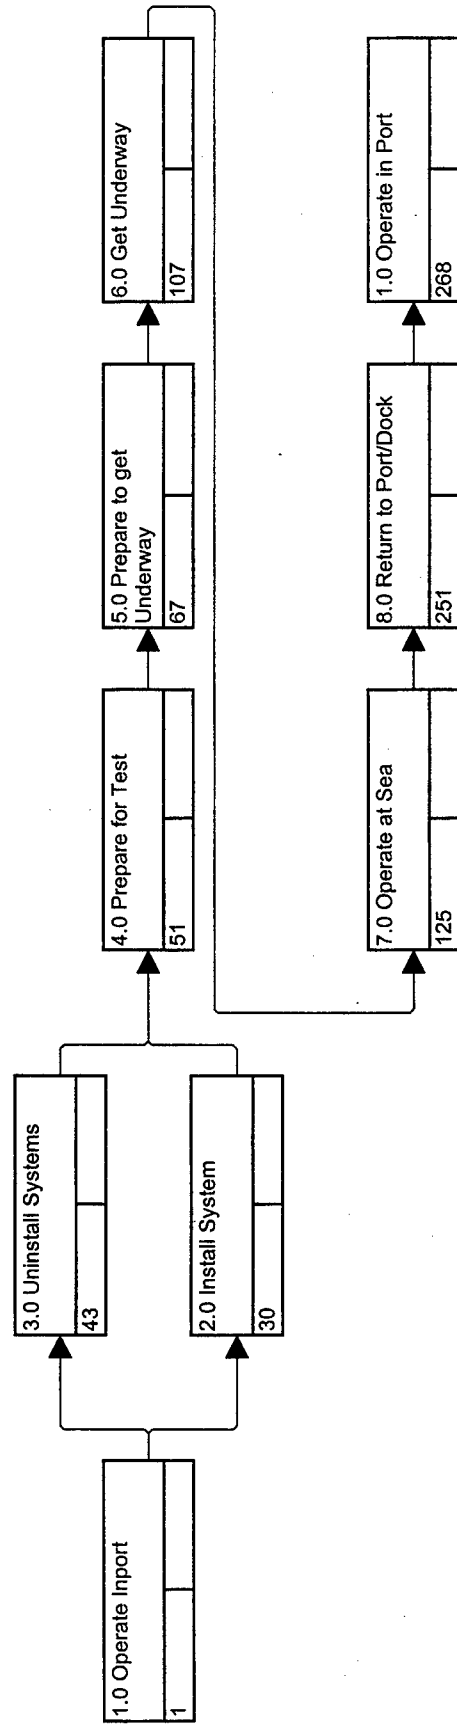 1.0 Operate Inport
1
3.0 Uninstall Systems
43
2.0 Install System
30
4.0 Prepare for Test
51
5.0 Prepare to get
Underway
67
6.0 Get Underway
107
7.0 Operate at Sea
125
8.0 Return to Port/Dock
251
1.0 Operate in Port
268